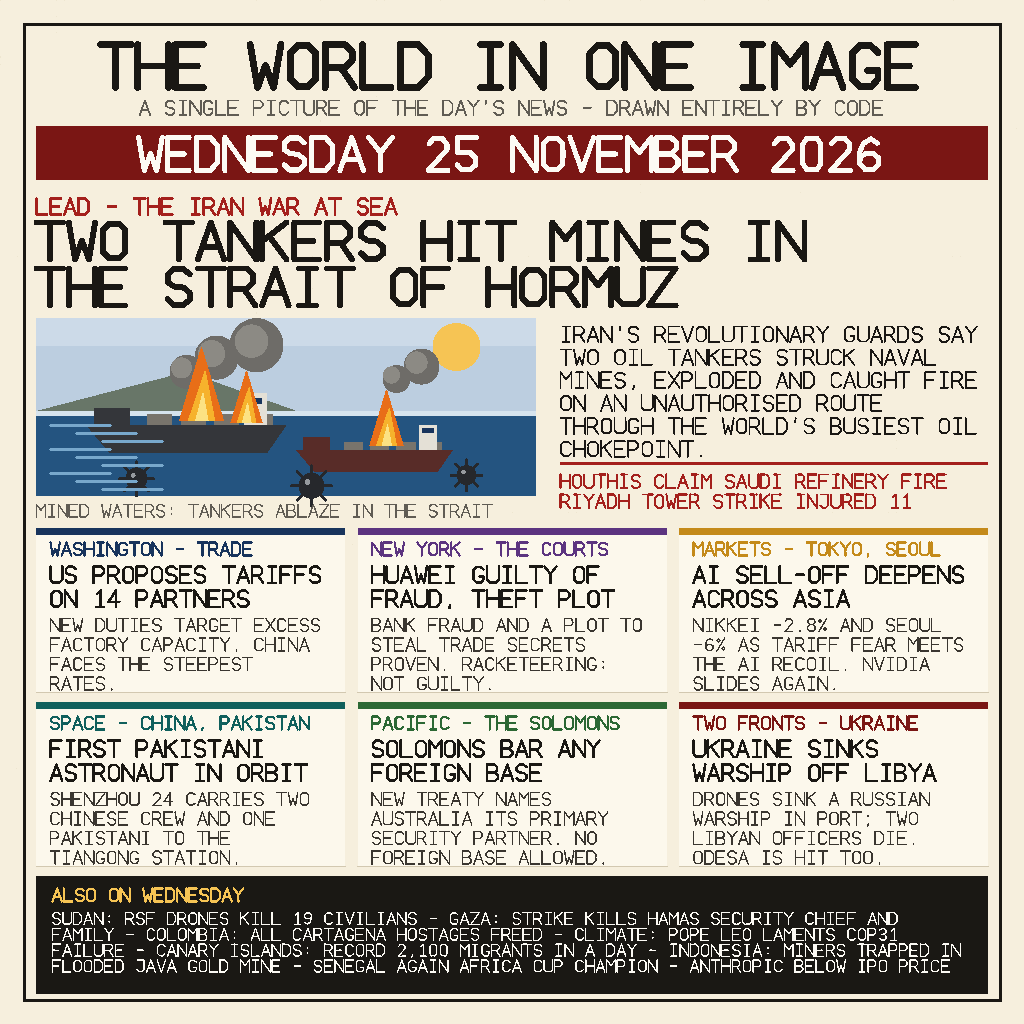 THE WORLD IN ONE IMAGE
A SINGLE PICTURE OF THE DAY'S NEWS - DRAWN ENTIRELY BY CODE
WEDNESDAY 25 NOVEMBER 2026
LEAD - THE IRAN WAR AT SEA
TWO TANKERS HIT MINES IN
THE STRAIT OF HORMUZ
IRAN'S REVOLUTIONARY GUARDS SAY
TWO OIL TANKERS STRUCK NAVAL
MINES, EXPLODED AND CAUGHT FIRE
ON AN UNAUTHORISED ROUTE
THROUGH THE WORLD'S BUSIEST OIL
CHOKEPOINT.
HOUTHIS CLAIM SAUDI REFINERY FIRE
RIYADH TOWER STRIKE INJURED 11
MINED WATERS: TANKERS ABLAZE IN THE STRAIT
WASHINGTON - TRADE
US PROPOSES TARIFFS
ON 14 PARTNERS
NEW DUTIES TARGET EXCESS
FACTORY CAPACITY. CHINA
FACES THE STEEPEST
RATES.
NEW YORK - THE COURTS
HUAWEI GUILTY OF
FRAUD, THEFT PLOT
BANK FRAUD AND A PLOT TO
STEAL TRADE SECRETS
PROVEN. RACKETEERING:
NOT GUILTY.
MARKETS - TOKYO, SEOUL
AI SELL-OFF DEEPENS
ACROSS ASIA
NIKKEI -2.8% AND SEOUL
-6% AS TARIFF FEAR MEETS
THE AI RECOIL. NVIDIA
SLIDES AGAIN.
SPACE - CHINA, PAKISTAN
FIRST PAKISTANI
ASTRONAUT IN ORBIT
SHENZHOU 24 CARRIES TWO
CHINESE CREW AND ONE
PAKISTANI TO THE
TIANGONG STATION.
PACIFIC - THE SOLOMONS
SOLOMONS BAR ANY
FOREIGN BASE
NEW TREATY NAMES
AUSTRALIA ITS PRIMARY
SECURITY PARTNER. NO
FOREIGN BASE ALLOWED.
TWO FRONTS - UKRAINE
UKRAINE SINKS
WARSHIP OFF LIBYA
DRONES SINK A RUSSIAN
WARSHIP IN PORT; TWO
LIBYAN OFFICERS DIE.
ODESA IS HIT TOO.
ALSO ON WEDNESDAY
SUDAN: RSF DRONES KILL 19 CIVILIANS - GAZA: STRIKE KILLS HAMAS SECURITY CHIEF AND
FAMILY - COLOMBIA: ALL CARTAGENA HOSTAGES FREED - CLIMATE: POPE LEO LAMENTS COP31
FAILURE - CANARY ISLANDS: RECORD 2,100 MIGRANTS IN A DAY - INDONESIA: MINERS TRAPPED IN
FLOODED JAVA GOLD MINE - SENEGAL AGAIN AFRICA CUP CHAMPION - ANTHROPIC BELOW IPO PRICE